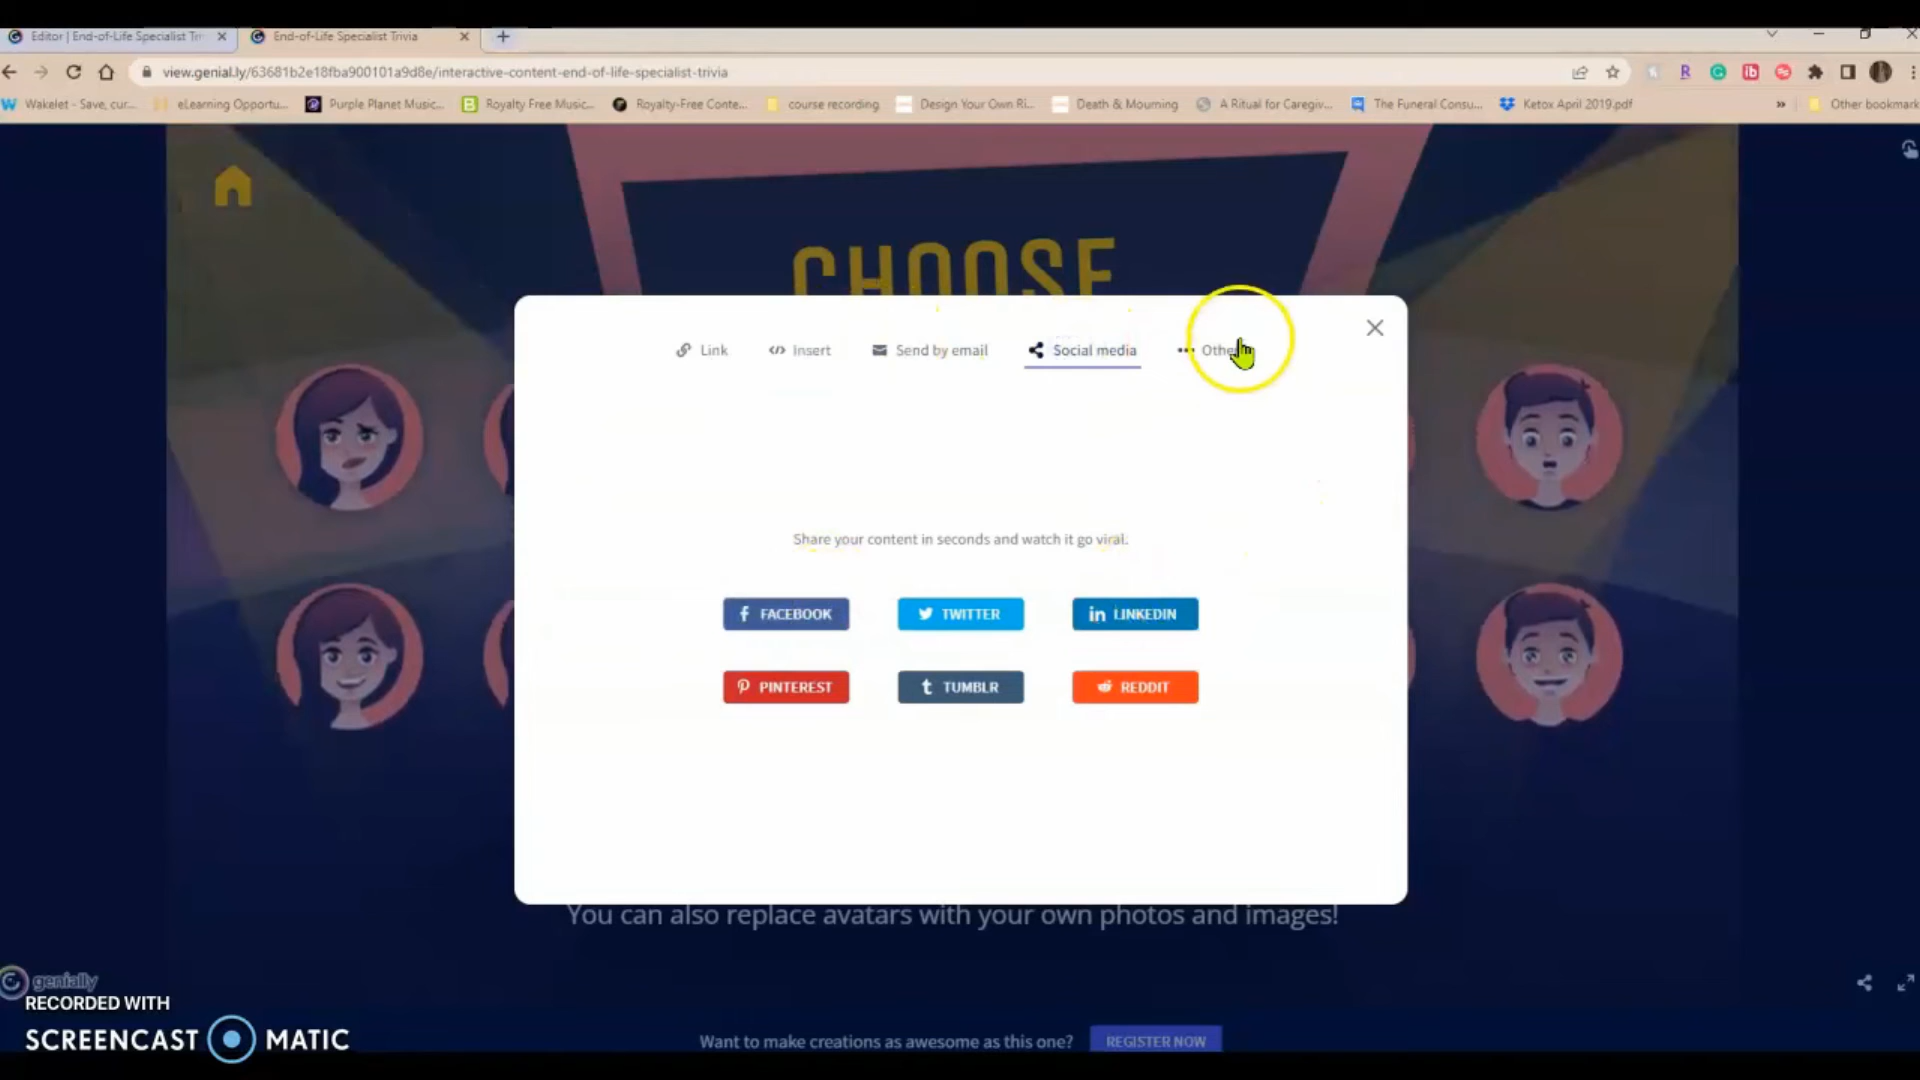 Editor | End-of-Life Specialist Tri
End-of-Life Specialist Trivia
view.genial.ly/63681b2e18fba900101a9d8e/interactive-content-end-of-life-specialist-trivia
Wakelet - Save, cur...
eLearning Opportu...
Purple Planet Music...
Royalty Free Music...
Royalty-Free Conte...
course recording
Design Your Own Ri...
Death & Mourning
A Ritual for Caregiv...
The Funeral Consu...
Ketox April 2019.pdf
»
Other bookmark
CHOOSE
Link
Insert
Send by email
Social media
Share your content in seconds and watch it go viral.
FACEBOOK
TWITTER
LINKEDIN
PINTEREST
TUMBLR
REDDIT
You can also replace avatars with your own photos and images!
genially
RECORDED WITH
SCREENCAST MATIC
Want to make creations as awesome as this one?
REGISTER NOW